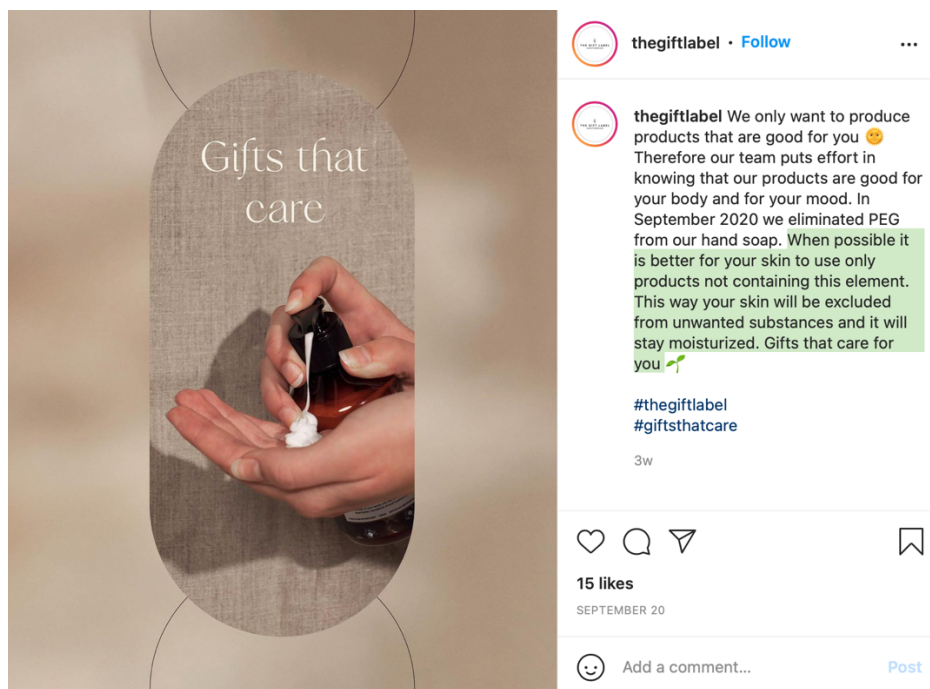 Gifts that
care
thegiftlabel • Follow
thegiftlabel We only want to produce
products that are good for you 🌞
Therefore our team puts effort in
knowing that our products are good for
your body and for your mood. In
September 2020 we eliminated PEG
from our hand soap. When possible it
is better for your skin to use only
products not containing this element.
This way your skin will be excluded
from unwanted substances and it will
stay moisturized. Gifts that care for
you 🌱
#thegiftlabel
#giftsthatcare
3w
15 likes
SEPTEMBER 20
Add a comment...
Post